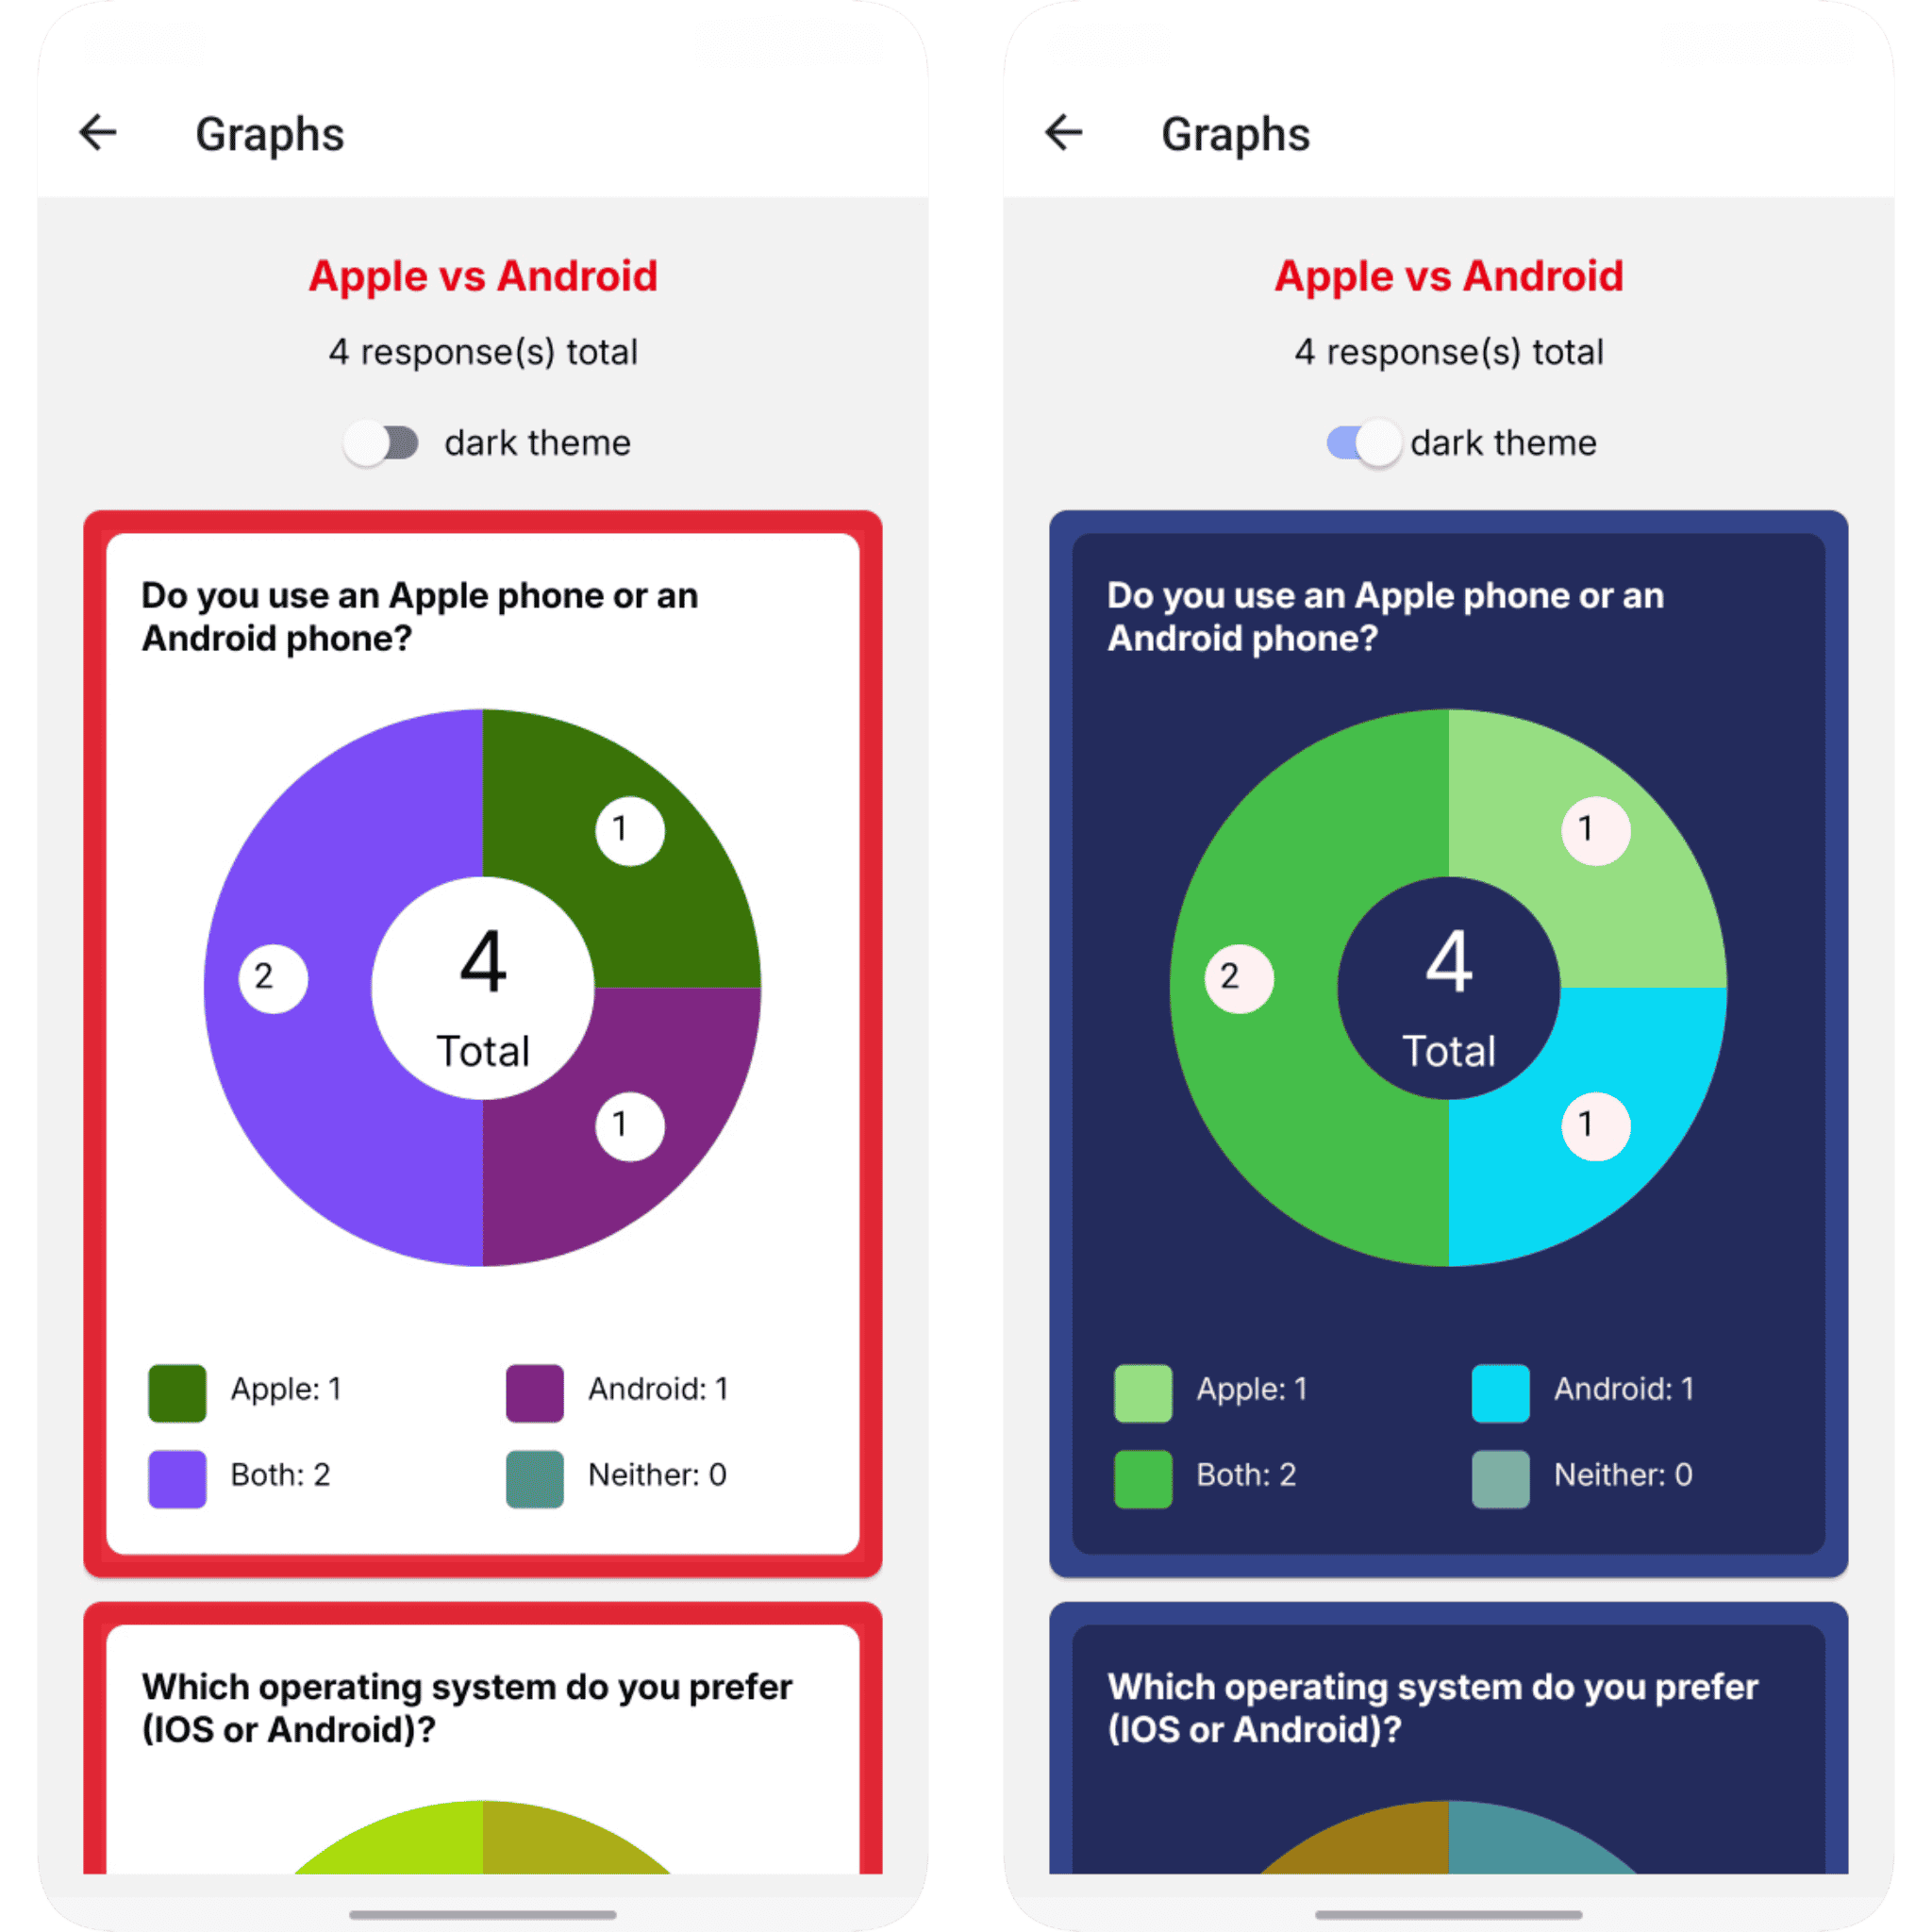 Graphs
Apple vs Android
4 response(s) total
dark theme
Do you use an Apple phone or an
Android phone?
1
2
4
Total
1
Apple: 1
Android: 1
Both: 2
Neither: 0
Which operating system do you prefer
(IOS or Android)?
Graphs
Apple vs Android
4 response(s) total
dark theme
Do you use an Apple phone or an
Android phone?
1
2
4
Total
1
Apple: 1
Android: 1
Both: 2
Neither: 0
Which operating system do you prefer
(IOS or Android)?